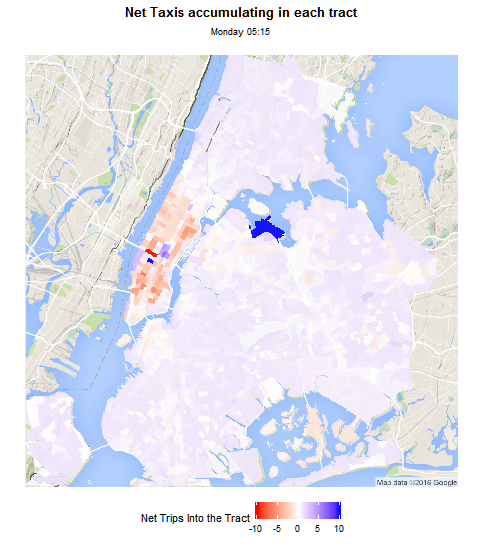 Net Taxis accumulating in each tract
Monday 05:15
Map data ©2016 Google
Net Trips Into the Tract
-10 -5 0 5 10